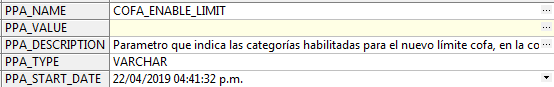 PPA_NAME COFA_ENABLE_LIMIT ...
PPA_VALUE ...
PPA_DESCRIPTION Parametro que indica las categorías habilitadas para el nuevo límite cofa, en la co ...
PPA_TYPE VARCHAR
PPA_START_DATE 22/04/2019 04:41:32 p.m.